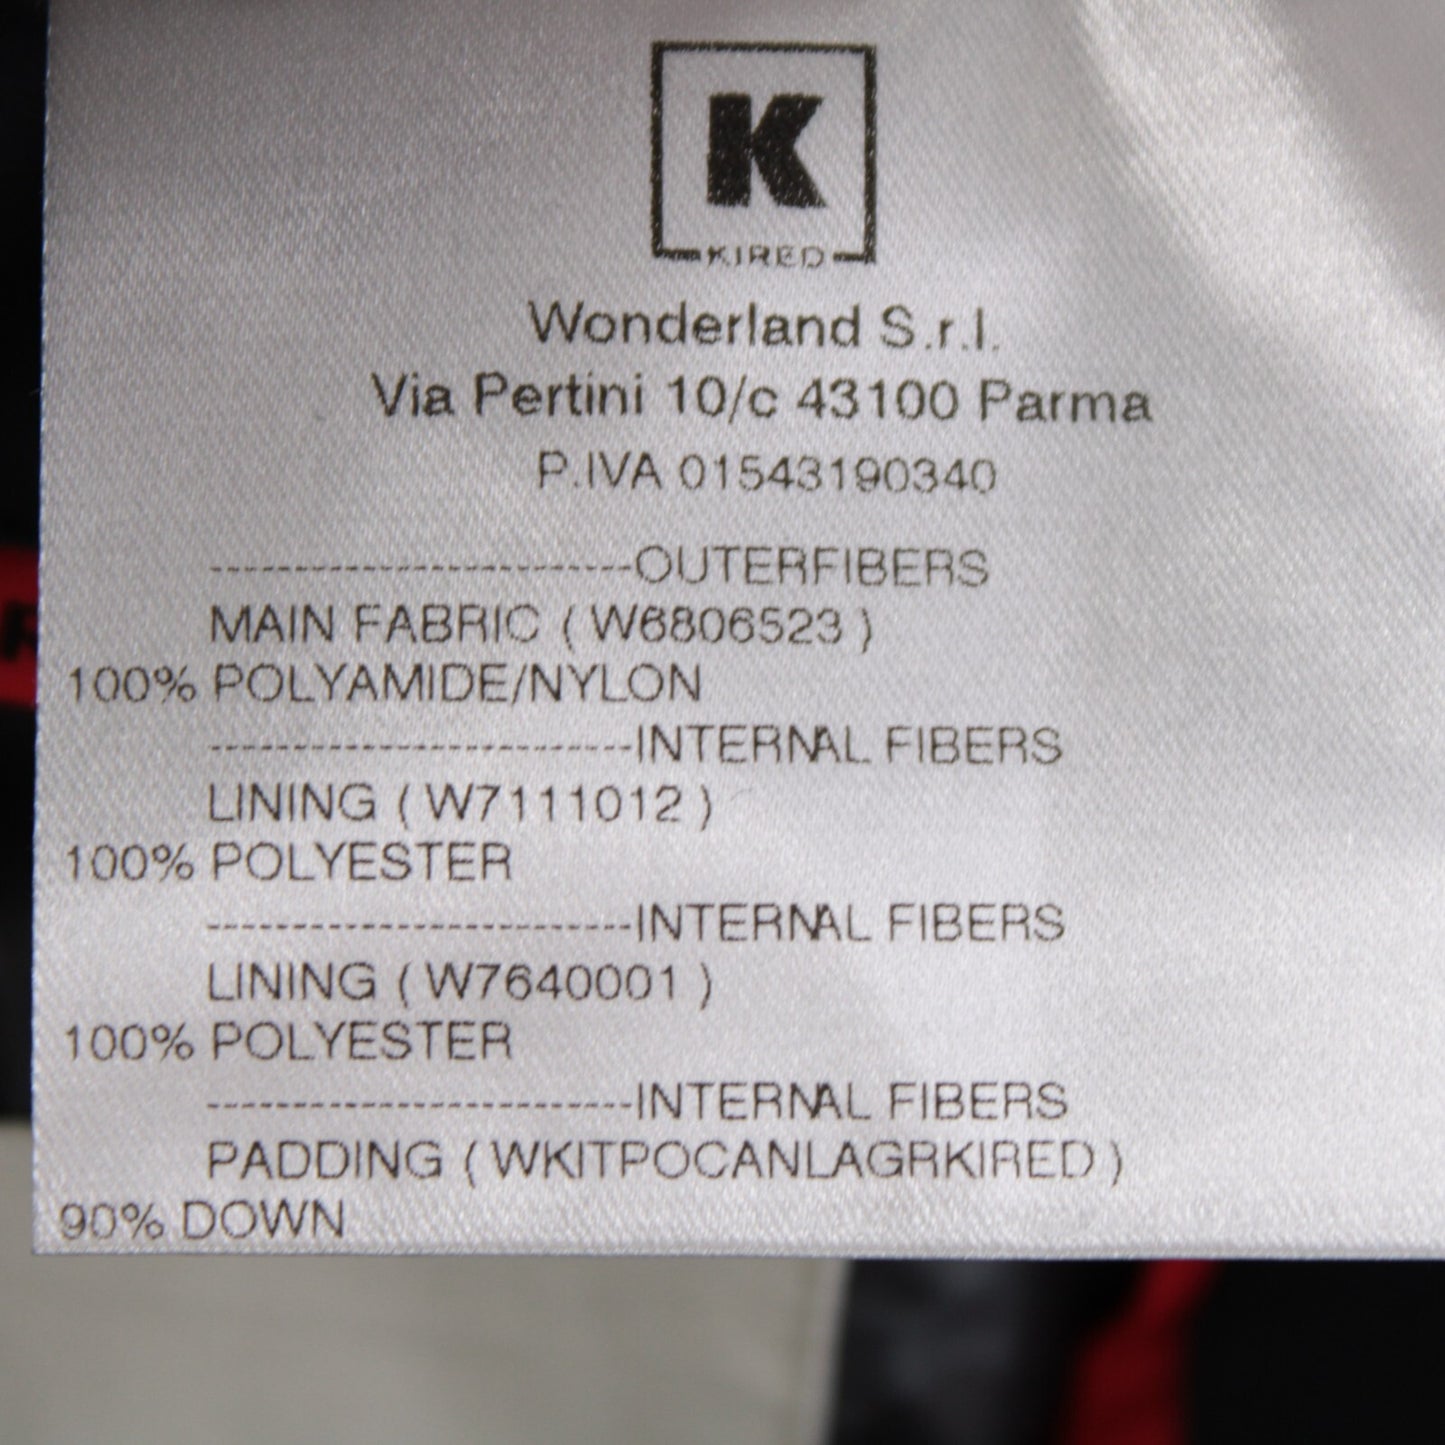 K
KIRED
Wonderland S.r.l.
Via Pertini 10/c 43100 Parma
P.IVA 01543190340
-------------------------OUTERFIBERS
MAIN FABRIC ( W6806523 )
100% POLYAMIDE/NYLON
-------------------------INTERNAL FIBERS
LINING ( W7111012 )
100% POLYESTER
-------------------------INTERNAL FIBERS
LINING ( W7640001 )
100% POLYESTER
-------------------------INTERNAL FIBERS
PADDING ( WKITPOCANLAGRKIRED )
90% DOWN